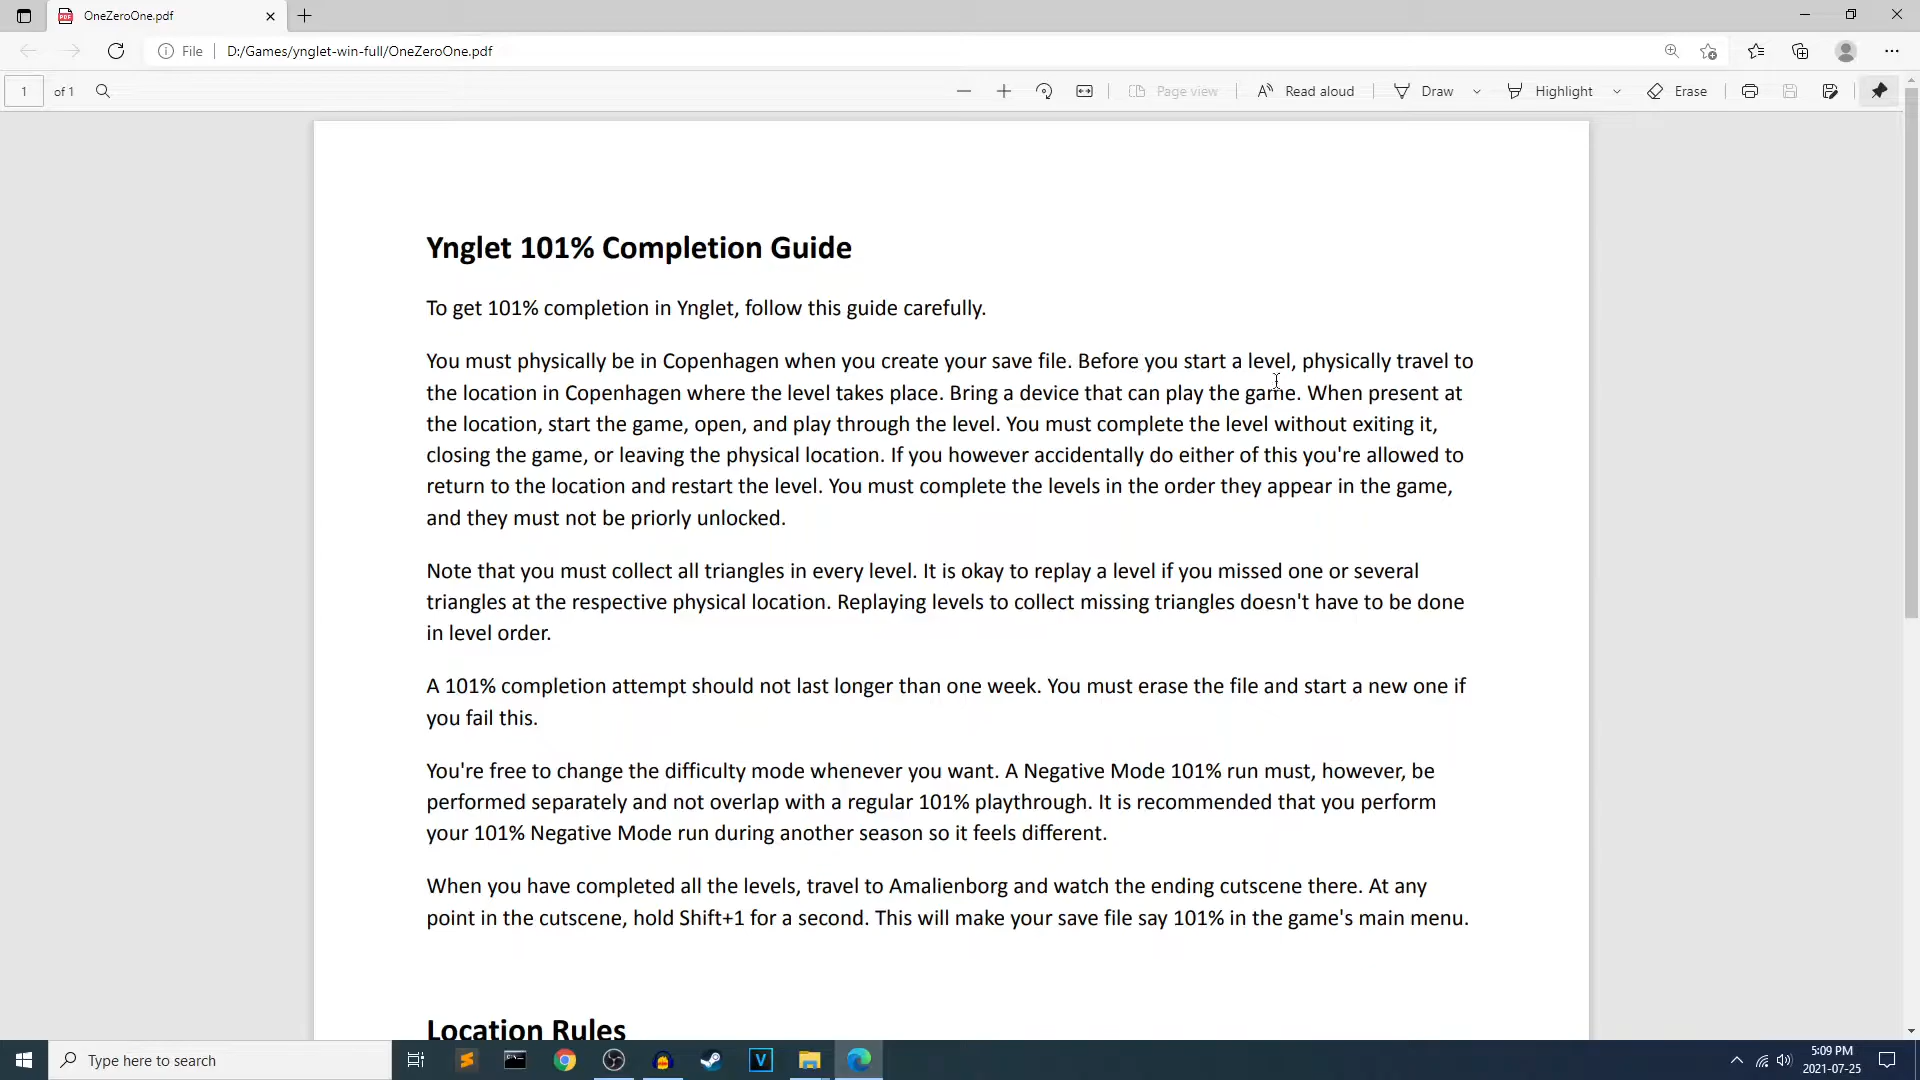 OneZeroOne.pdf
File D:/Games/ynglet-win-full/OneZeroOne.pdf
1 of 1 Page view Read aloud Draw Highlight Erase
Ynglet 101% Completion Guide
To get 101% completion in Ynglet, follow this guide carefully.
You must physically be in Copenhagen when you create your save file. Before you start a level, physically travel to
the location in Copenhagen where the level takes place. Bring a device that can play the game. When present at
the location, start the game, open, and play through the level. You must complete the level without exiting it,
closing the game, or leaving the physical location. If you however accidentally do either of this you're allowed to
return to the location and restart the level. You must complete the levels in the order they appear in the game,
and they must not be priorly unlocked.
Note that you must collect all triangles in every level. It is okay to replay a level if you missed one or several
triangles at the respective physical location. Replaying levels to collect missing triangles doesn't have to be done
in level order.
A 101% completion attempt should not last longer than one week. You must erase the file and start a new one if
you fail this.
You're free to change the difficulty mode whenever you want. A Negative Mode 101% run must, however, be
performed separately and not overlap with a regular 101% playthrough. It is recommended that you perform
your 101% Negative Mode run during another season so it feels different.
When you have completed all the levels, travel to Amalienborg and watch the ending cutscene there. At any
point in the cutscene, hold Shift+1 for a second. This will make your save file say 101% in the game's main menu.
Location Rules
Type here to search
5:09 PM
2021-07-25